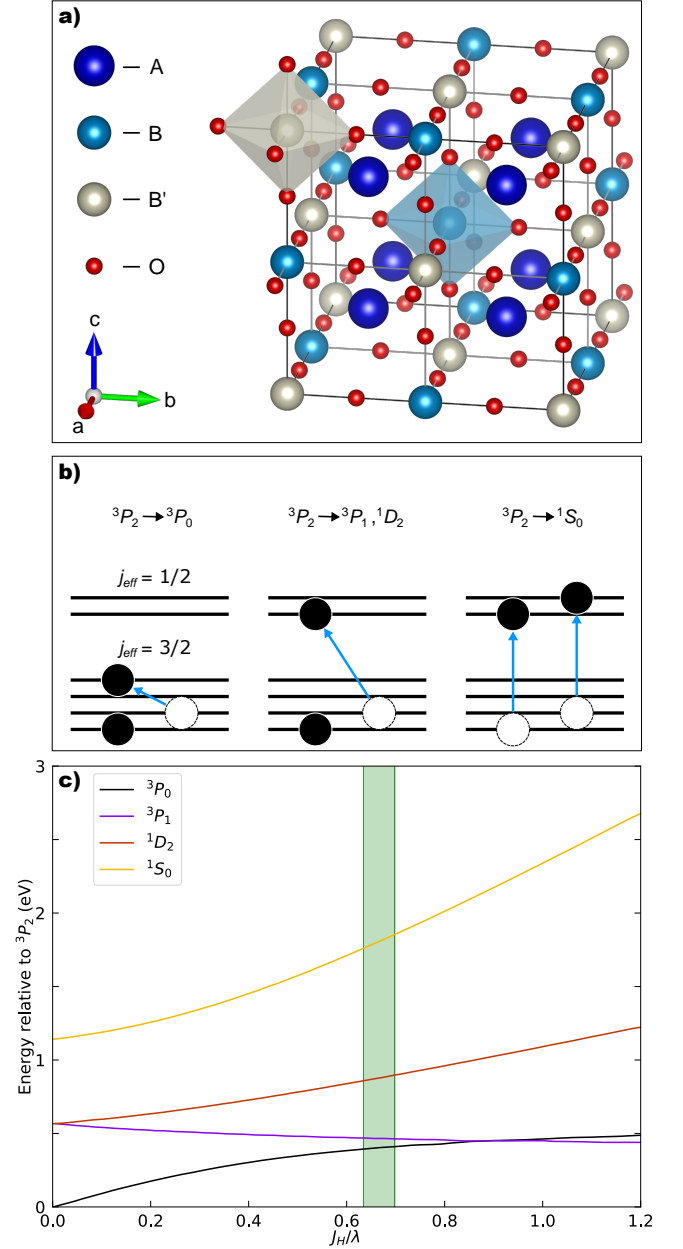 a)
— A
— B
— B'
— O
c
b
a
b)
³P₂ → ³P₀
³P₂ → ³P₁ , ¹D₂
³P₂ → ¹S₀
j_eff = 1/2
j_eff = 3/2
c)
³P₀
³P₁
¹D₂
¹S₀
Energy relative to ³P₂ (eV)
3
2
1
0
0.0 0.2 0.4 0.6 0.8 1.0 1.2
J_H/λ